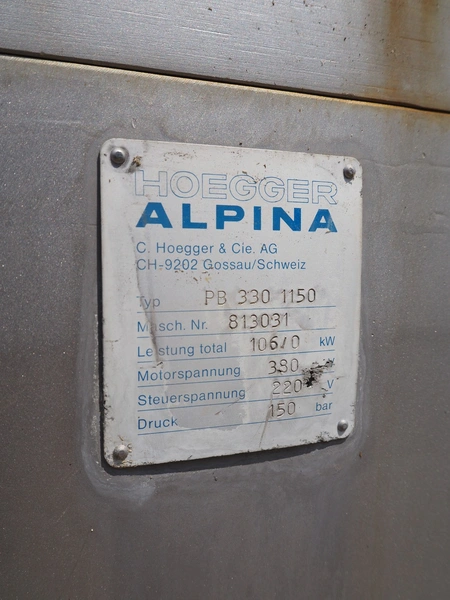 HOEGGER
ALPINA
C. Hoegger & Cie. AG
CH-9202 Gossau/Schweiz
Typ PB 330 1150
Masch. Nr. 813031
Leistung total kW
Motorspannung 380
Steuerspannung 220 V
Druck 150 bar